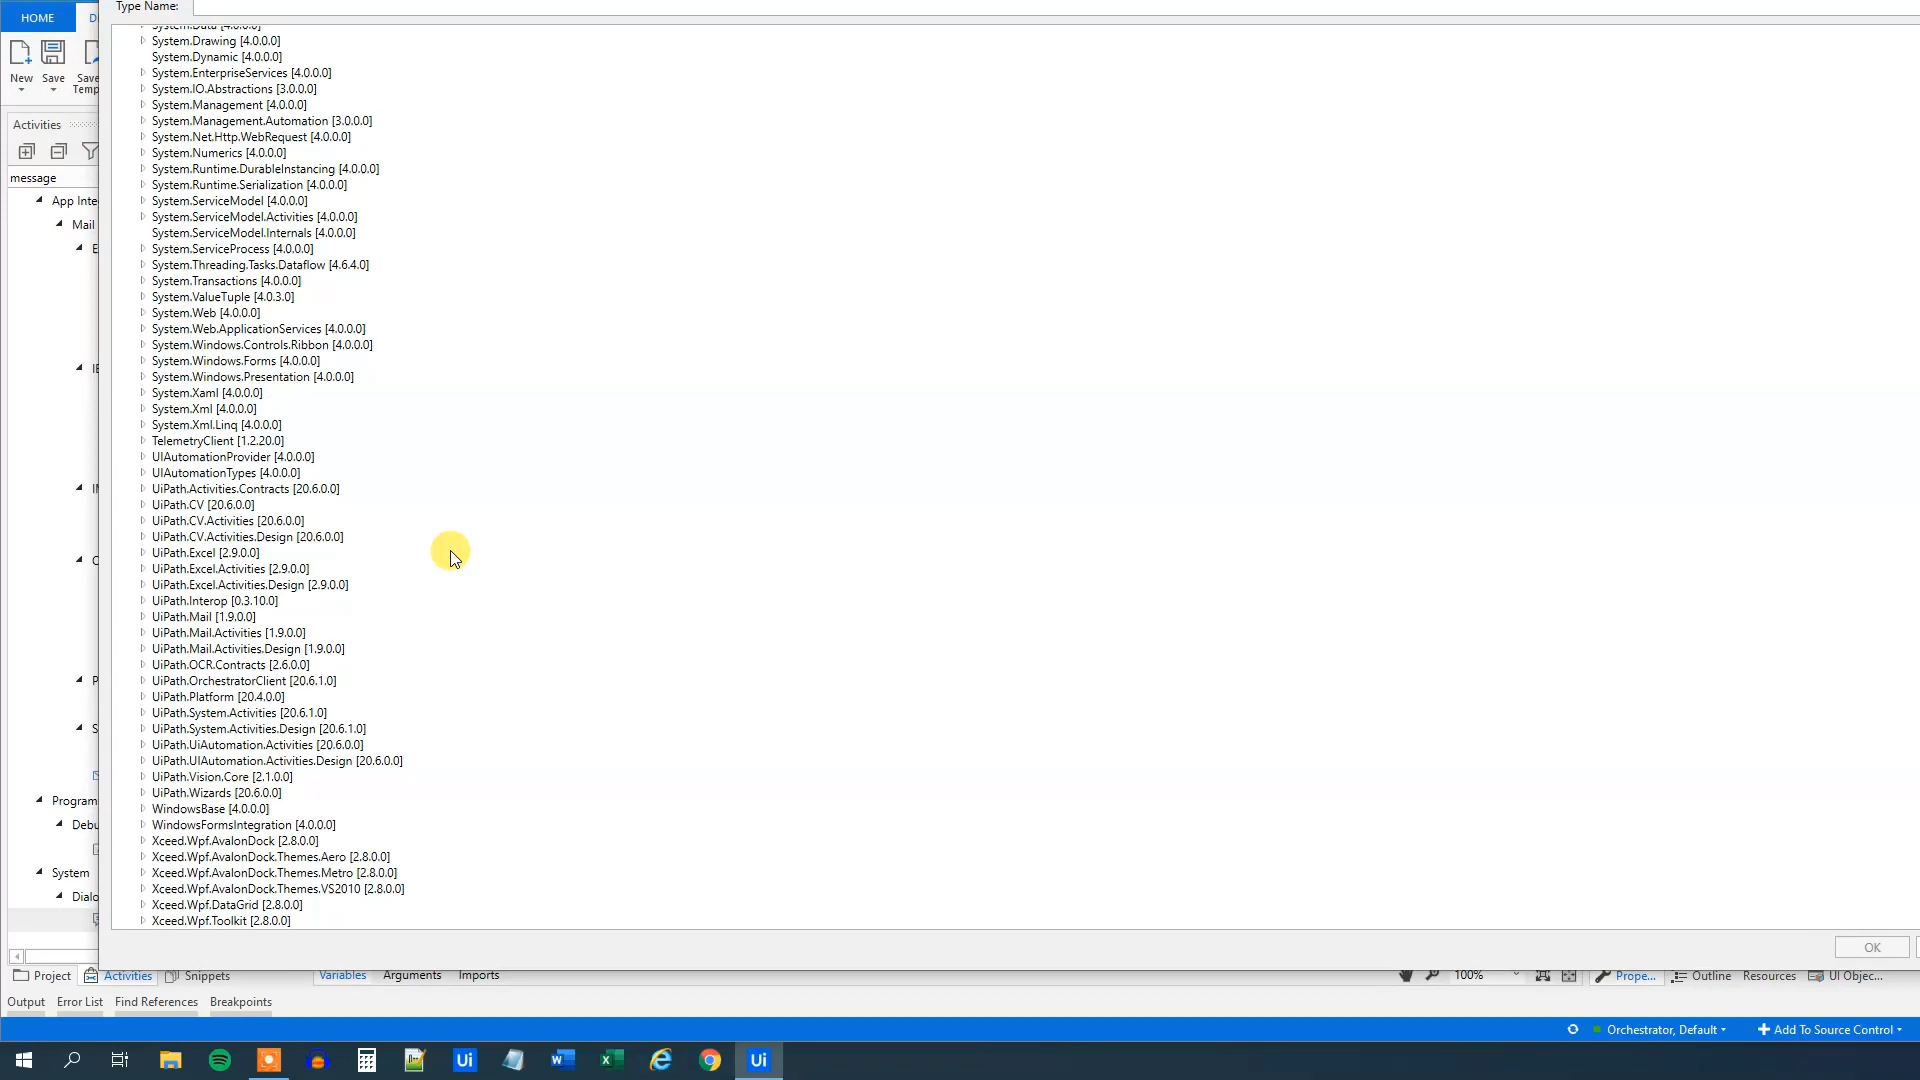 Type Name:
HOME
New
Save
Save
Temp
Activities
message
App Inte
Mail
Program
Debu
System
Dialo
System.Data [4.0.0.0]
System.Drawing [4.0.0.0]
System.Dynamic [4.0.0.0]
System.EnterpriseServices [4.0.0.0]
System.IO.Abstractions [3.0.0.0]
System.Management [4.0.0.0]
System.Management.Automation [3.0.0.0]
System.Net.Http.WebRequest [4.0.0.0]
System.Numerics [4.0.0.0]
System.Runtime.DurableInstancing [4.0.0.0]
System.Runtime.Serialization [4.0.0.0]
System.ServiceModel [4.0.0.0]
System.ServiceModel.Activities [4.0.0.0]
System.ServiceModel.Internals [4.0.0.0]
System.ServiceProcess [4.0.0.0]
System.Threading.Tasks.Dataflow [4.6.4.0]
System.Transactions [4.0.0.0]
System.ValueTuple [4.0.3.0]
System.Web [4.0.0.0]
System.Web.ApplicationServices [4.0.0.0]
System.Windows.Controls.Ribbon [4.0.0.0]
System.Windows.Forms [4.0.0.0]
System.Windows.Presentation [4.0.0.0]
System.Xaml [4.0.0.0]
System.Xml [4.0.0.0]
System.Xml.Linq [4.0.0.0]
TelemetryClient [1.2.20.0]
UIAutomationProvider [4.0.0.0]
UIAutomationTypes [4.0.0.0]
UiPath.Activities.Contracts [20.6.0.0]
UiPath.CV [20.6.0.0]
UiPath.CV.Activities [20.6.0.0]
UiPath.CV.Activities.Design [20.6.0.0]
UiPath.Excel [2.9.0.0]
UiPath.Excel.Activities [2.9.0.0]
UiPath.Excel.Activities.Design [2.9.0.0]
UiPath.Interop [0.3.10.0]
UiPath.Mail [1.9.0.0]
UiPath.Mail.Activities [1.9.0.0]
UiPath.Mail.Activities.Design [1.9.0.0]
UiPath.OCR.Contracts [2.6.0.0]
UiPath.OrchestratorClient [20.6.1.0]
UiPath.Platform [20.4.0.0]
UiPath.System.Activities [20.6.1.0]
UiPath.System.Activities.Design [20.6.1.0]
UiPath.UiAutomation.Activities [20.6.0.0]
UiPath.UIAutomation.Activities.Design [20.6.0.0]
UiPath.Vision.Core [2.1.0.0]
UiPath.Wizards [20.6.0.0]
WindowsBase [4.0.0.0]
WindowsFormsIntegration [4.0.0.0]
Xceed.Wpf.AvalonDock [2.8.0.0]
Xceed.Wpf.AvalonDock.Themes.Aero [2.8.0.0]
Xceed.Wpf.AvalonDock.Themes.Metro [2.8.0.0]
Xceed.Wpf.AvalonDock.Themes.VS2010 [2.8.0.0]
Xceed.Wpf.DataGrid [2.8.0.0]
Xceed.Wpf.Toolkit [2.8.0.0]
OK
Project Activities Snippets Variables Arguments Imports 100% Prope... Outline Resources UI Objec...
Output Error List Find References Breakpoints
Orchestrator, Default Add To Source Control
Ui
Ui